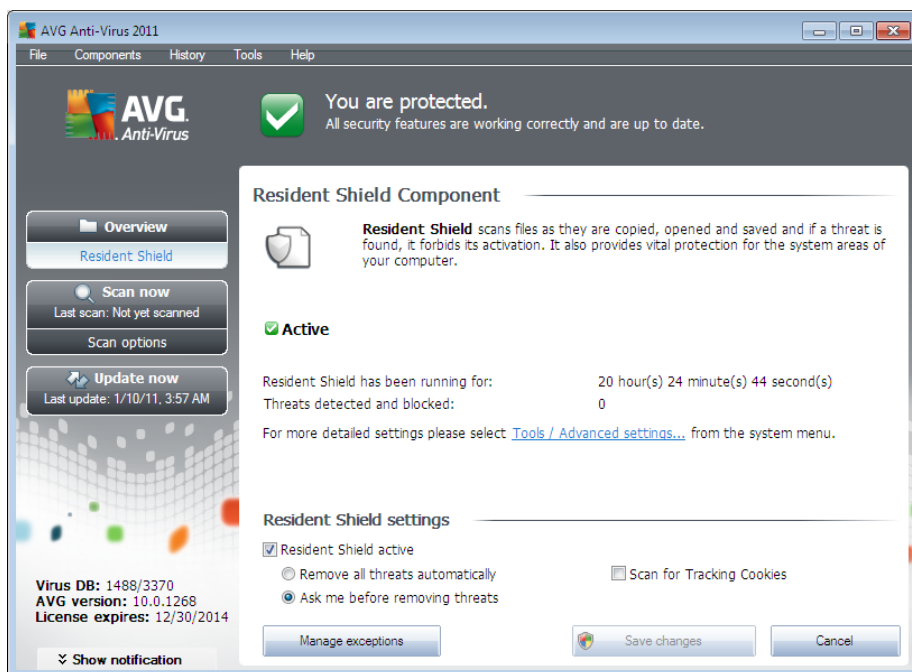 AVG Anti-Virus 2011
File Components History Tools Help
AVG.
Anti-Virus
You are protected.
All security features are working correctly and are up to date.
Overview
Resident Shield
Scan now
Last scan: Not yet scanned
Scan options
Update now
Last update: 1/10/11, 3:57 AM
Virus DB: 1488/3370
AVG version: 10.0.1268
License expires: 12/30/2014
Show notification
Resident Shield Component
Resident Shield scans files as they are copied, opened and saved and if a threat is
found, it forbids its activation. It also provides vital protection for the system areas of
your computer.
Active
Resident Shield has been running for: 20 hour(s) 24 minute(s) 44 second(s)
Threats detected and blocked: 0
For more detailed settings please select Tools / Advanced settings... from the system menu.
Resident Shield settings
Resident Shield active
Remove all threats automatically
Scan for Tracking Cookies
Ask me before removing threats
Manage exceptions Save changes Cancel